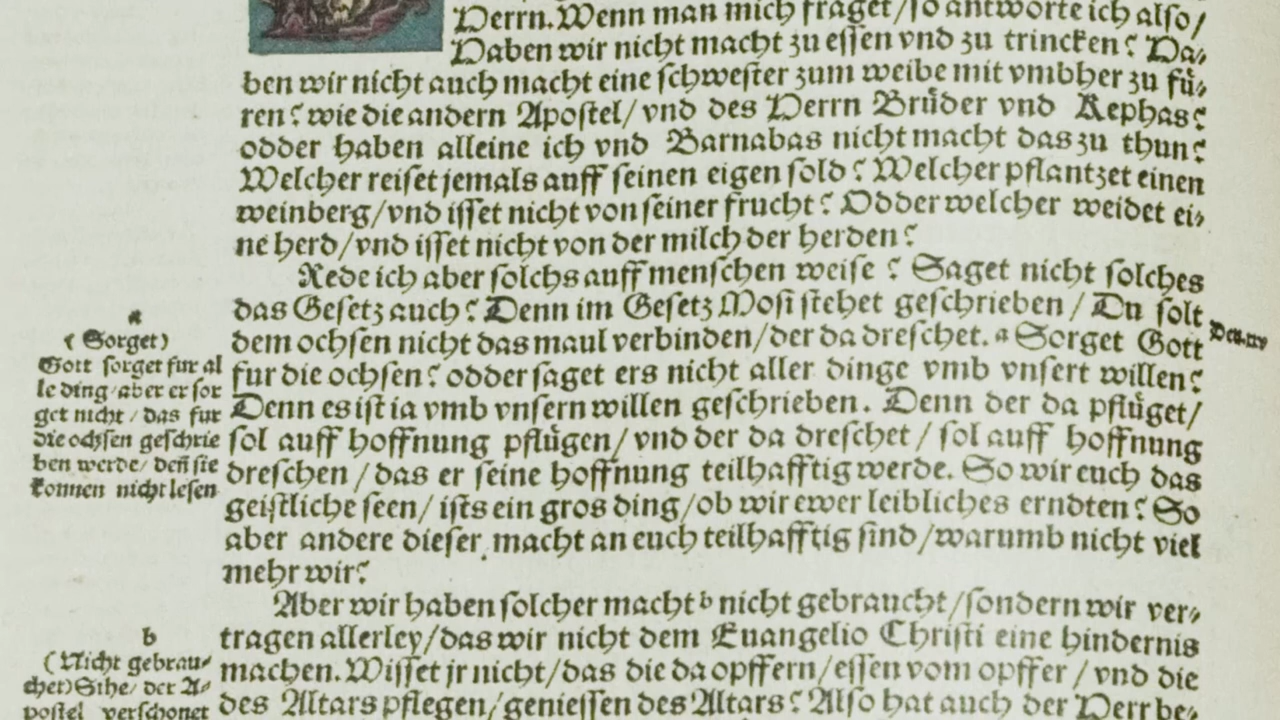 Herrn. Wenn man mich fraget/so antworte ich also/
Haben wir nicht macht zu essen vnd zu trincken? Ha-
ben wir nicht auch macht eine schwester zum weibe mit vmbher zu fü-
ren? wie die andern Apostel/ vnd des Herrn Brüder vnd Kephas?
odder haben alleine ich vnd Barnabas nicht macht das zu thun?
Welcher reiset jemals auff seinen eigen sold? Welcher pflantzet einen
weinberg/vnd isset nicht von seiner frucht? Odder welcher weidet ei-
ne herd/vnd isset nicht von der milch der herden?
Rede ich aber solchs auff menschen weise? Saget nicht solches
das Gesetz auch? Denn im Gesetz Mosi stehet geschrieben/ Du solt
dem ochsen nicht das maul verbinden/der da dreschet. a Sorget Gott
fur die ochsen? odder saget ers nicht aller dinge vmb vnsert willen?
Denn es ist ia vmb vnsern willen geschrieben. Denn der da pflüget/
sol auff hoffnung pflügen/vnd der da dreschet/sol auff hoffnung
dreschen/das er seine hoffnung teilhafftig werde. So wir euch das
geistliche seen/ ists ein gros ding/ob wir ewer leibliches erndten? So
aber andere dieser macht an euch teilhafftig sind/warumb nicht viel
mehr wir?
Aber wir haben solcher macht b nicht gebraucht/sondern wir ver-
tragen allerley/das wir nicht dem Euangelio Christi eine hindernis
machen. Wisset jr nicht/das die da opffern/essen vom opffer/vnd die
des Altars pflegen/geniessen des Altars? Also hat auch der Herr be-
a
(Sorget)
Gott sorget fur al
le ding/aber er sor
get nicht/das fur
die ochsen geschrie
ben werde/ deñ sie
konnen nicht lesen
b
(Nicht gebrau-
chet) Sihe/ der A-
postel verschonet